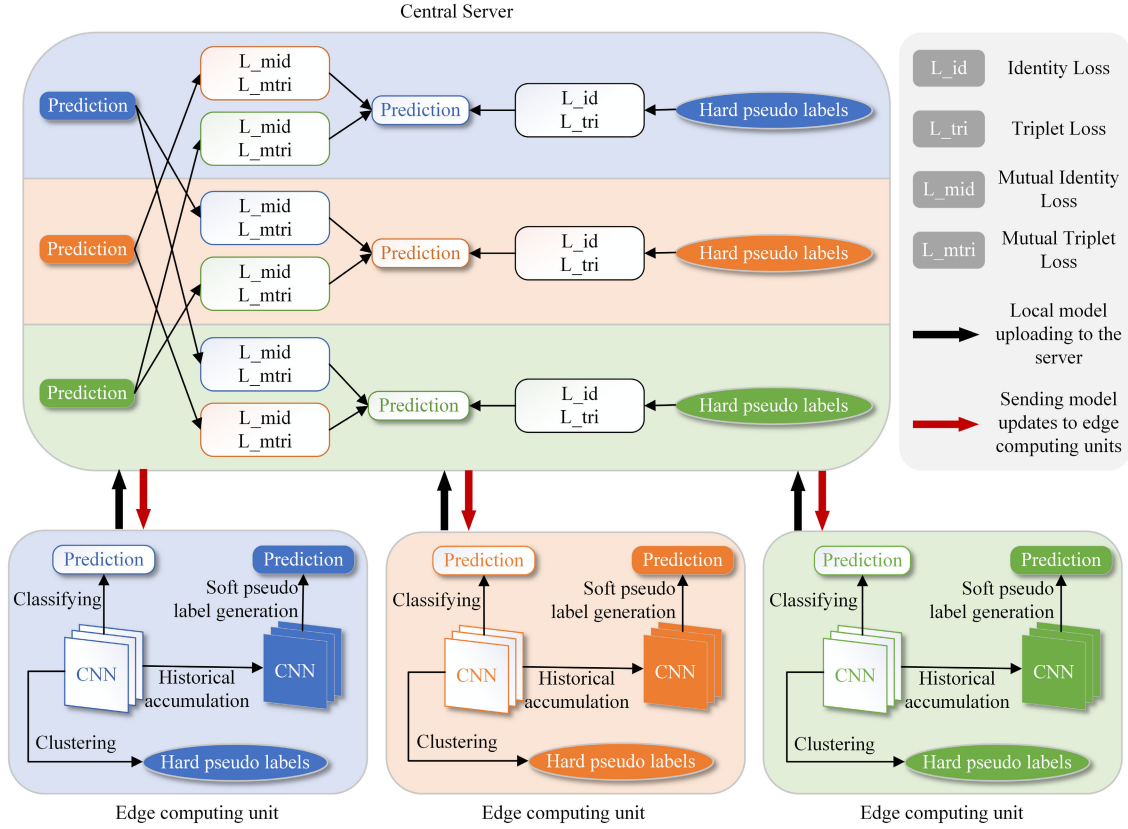 Central Server
Prediction
L_mid
L_mtri
L_mid
L_mtri
Prediction
L_id
L_tri
Hard pseudo labels
Prediction
L_mid
L_mtri
L_mid
L_mtri
Prediction
L_id
L_tri
Hard pseudo labels
Prediction
L_mid
L_mtri
L_mid
L_mtri
Prediction
L_id
L_tri
Hard pseudo labels
L_id
Identity Loss
L_tri
Triplet Loss
L_mid
Mutual Identity
Loss
L_mtri
Mutual Triplet
Loss
Local model
uploading to the
server
Sending model
updates to edge
computing units
Prediction
Prediction
Classifying
Soft pseudo
label generation
CNN
CNN
Historical
accumulation
Clustering
Hard pseudo labels
Edge computing unit
Prediction
Prediction
Classifying
Soft pseudo
label generation
CNN
CNN
Historical
accumulation
Clustering
Hard pseudo labels
Edge computing unit
Prediction
Prediction
Classifying
Soft pseudo
label generation
CNN
CNN
Historical
accumulation
Clustering
Hard pseudo labels
Edge computing unit